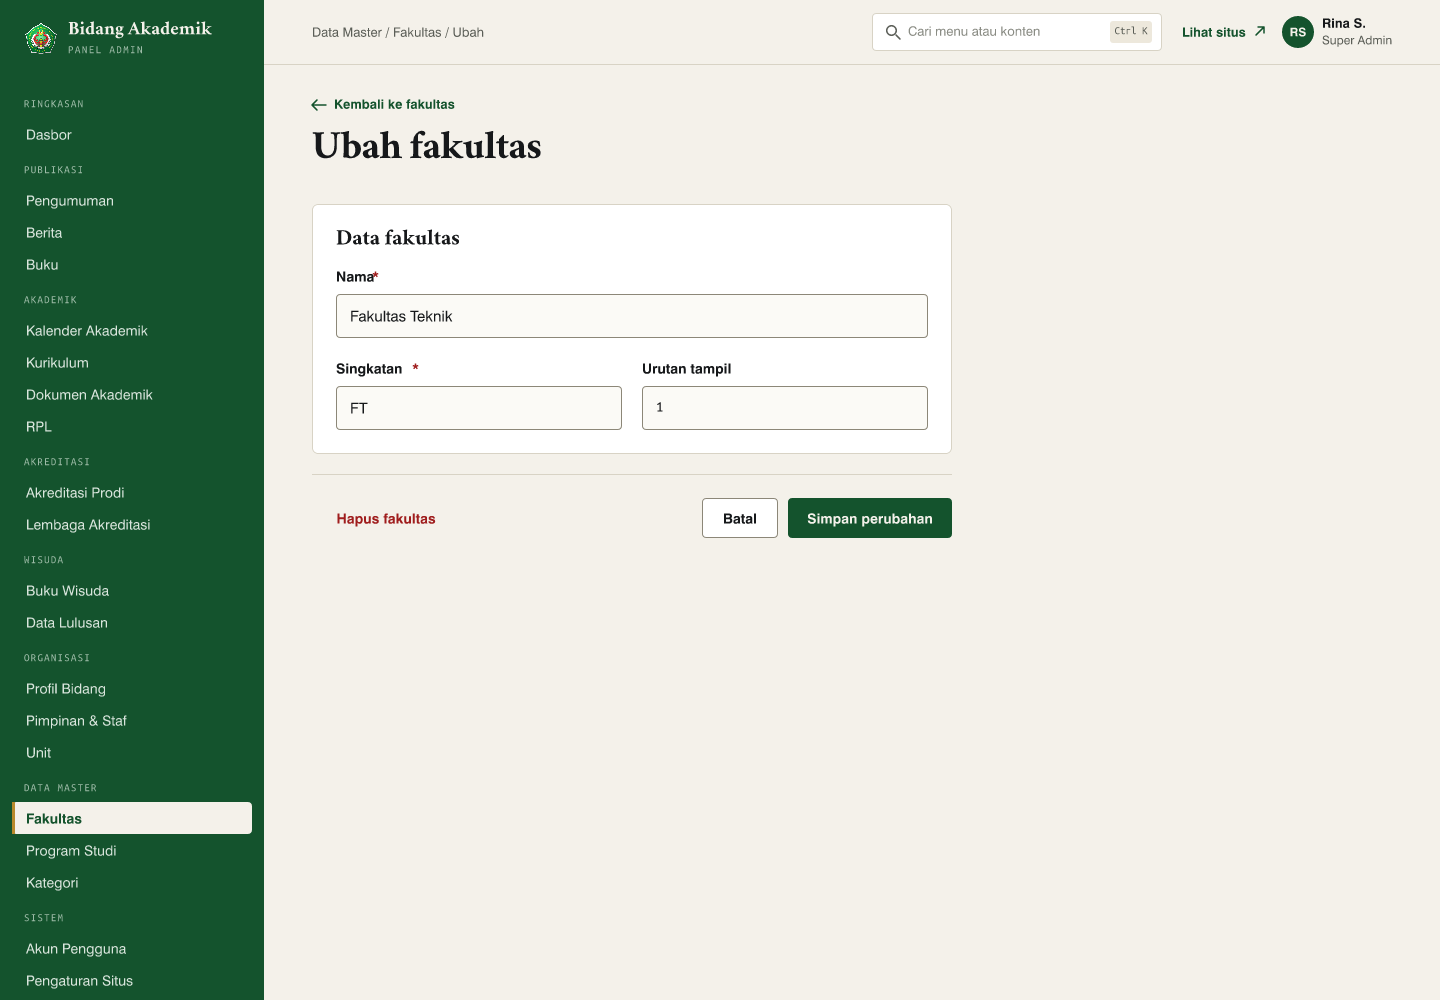 Bidang Akademik
PANEL ADMIN
RINGKASAN
Dasbor
PUBLIKASI
Pengumuman
Berita
Buku
AKADEMIK
Kalender Akademik
Kurikulum
Dokumen Akademik
RPL
AKREDITASI
Akreditasi Prodi
Lembaga Akreditasi
WISUDA
Buku Wisuda
Data Lulusan
ORGANISASI
Profil Bidang
Pimpinan & Staf
Unit
DATA MASTER
Fakultas
Program Studi
Kategori
SISTEM
Akun Pengguna
Pengaturan Situs
Data Master / Fakultas / Ubah
Cari menu atau konten Ctrl K
Lihat situs
RS
Rina S.
Super Admin
Kembali ke fakultas
Ubah fakultas
Data fakultas
Nama*
Fakultas Teknik
Singkatan * Urutan tampil
FT 1
Hapus fakultas Batal Simpan perubahan